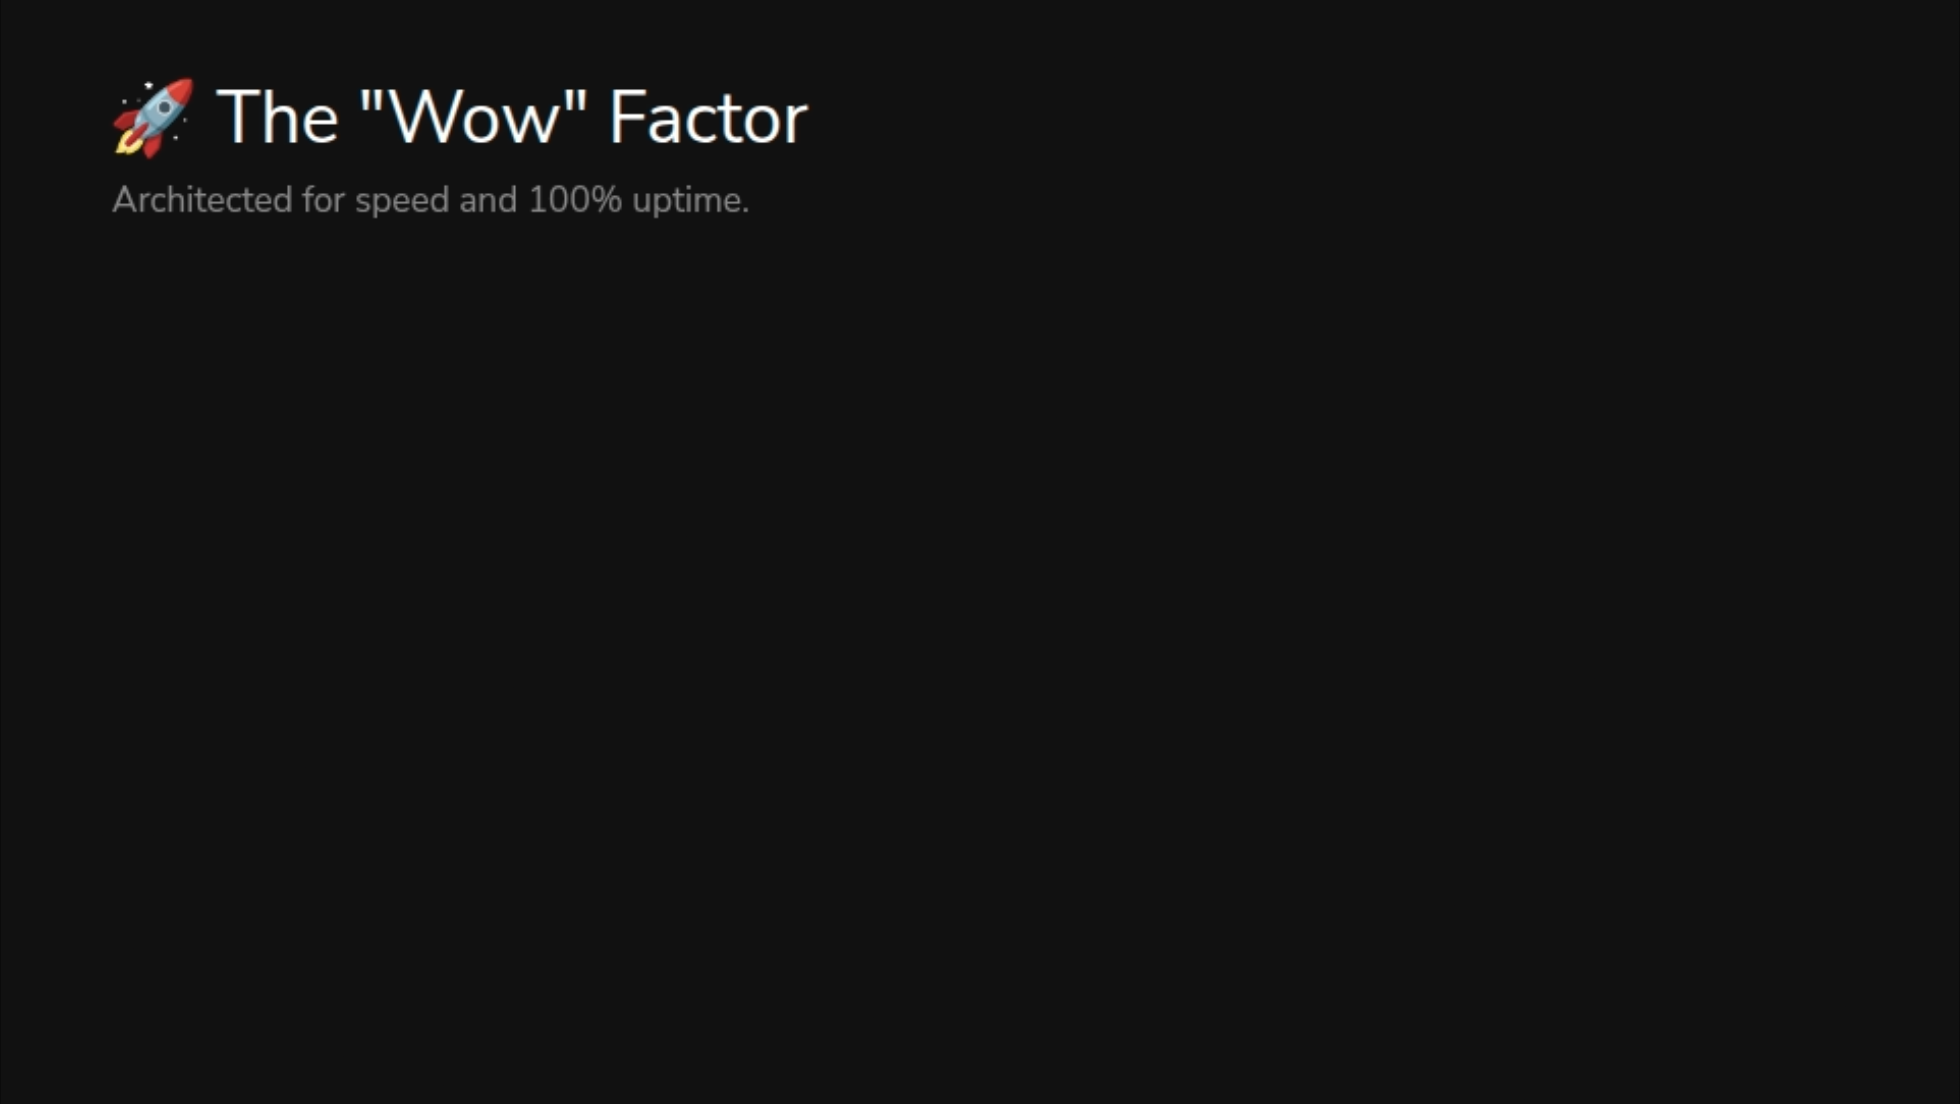 🚀 The "Wow" Factor
Architected for speed and 100% uptime.